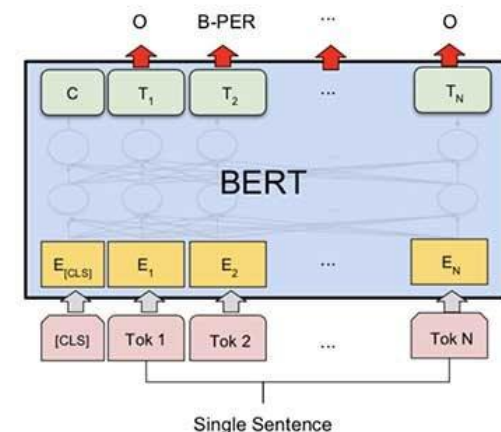 O B-PER ... O
C T1 T2 ... TN
BERT
E[CLS] E1 E2 ... EN
[CLS] Tok 1 Tok 2 ... Tok N
Single Sentence